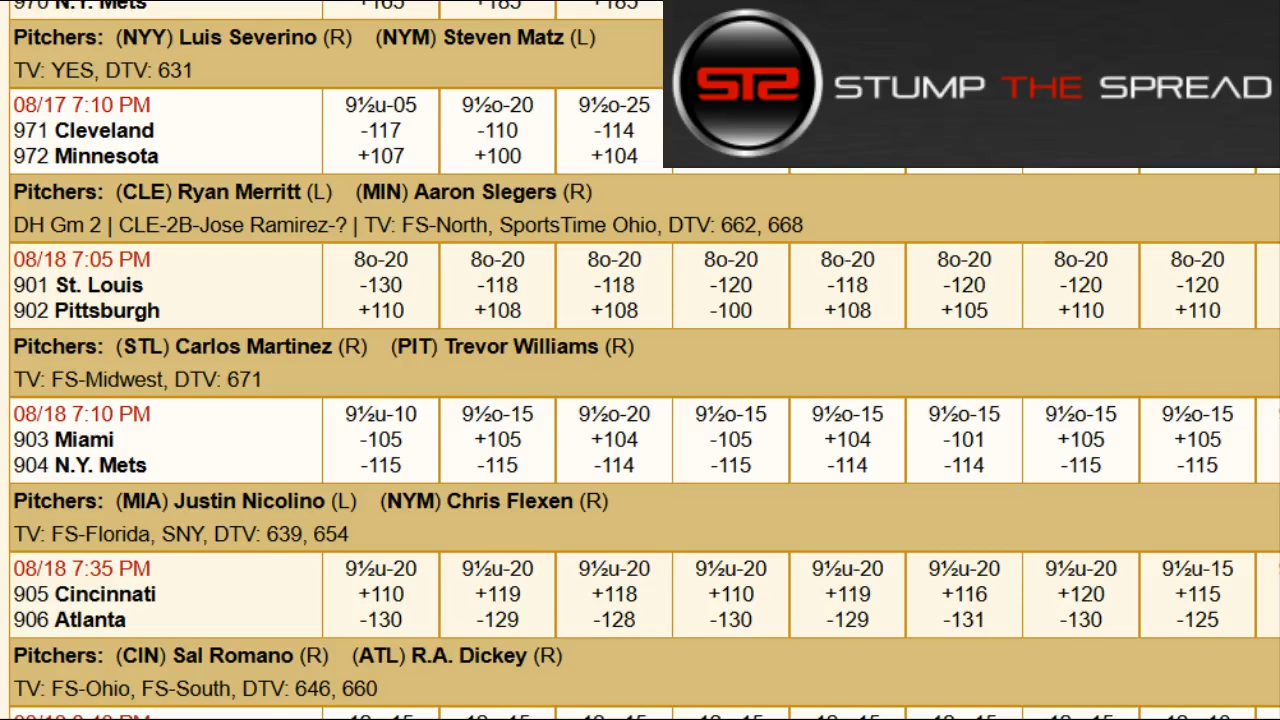 970 N.Y. Mets +165 +185 +185
Pitchers: (NYY) Luis Severino (R) (NYM) Steven Matz (L)
TV: YES, DTV: 631
STS STUMP THE SPREAD
08/17 7:10 PM 9½u-05 9½o-20 9½o-25
971 Cleveland -117 -110 -114
972 Minnesota +107 +100 +104
Pitchers: (CLE) Ryan Merritt (L) (MIN) Aaron Slegers (R)
DH Gm 2 | CLE-2B-Jose Ramirez-? | TV: FS-North, SportsTime Ohio, DTV: 662, 668
08/18 7:05 PM 8o-20 8o-20 8o-20 8o-20 8o-20 8o-20 8o-20 8o-20
901 St. Louis -130 -118 -118 -120 -118 -120 -120 -120
902 Pittsburgh +110 +108 +108 -100 +108 +105 +110 +110
Pitchers: (STL) Carlos Martinez (R) (PIT) Trevor Williams (R)
TV: FS-Midwest, DTV: 671
08/18 7:10 PM 9½u-10 9½o-15 9½o-20 9½o-15 9½o-15 9½o-15 9½o-15 9½o-15
903 Miami -105 +105 +104 -105 +104 -101 +105 +105
904 N.Y. Mets -115 -115 -114 -115 -114 -114 -115 -115
Pitchers: (MIA) Justin Nicolino (L) (NYM) Chris Flexen (R)
TV: FS-Florida, SNY, DTV: 639, 654
08/18 7:35 PM 9½u-20 9½u-20 9½u-20 9½u-20 9½u-20 9½u-20 9½u-20 9½u-15
905 Cincinnati +110 +119 +118 +110 +119 +116 +120 +115
906 Atlanta -130 -129 -128 -130 -129 -131 -130 -125
Pitchers: (CIN) Sal Romano (R) (ATL) R.A. Dickey (R)
TV: FS-Ohio, FS-South, DTV: 646, 660